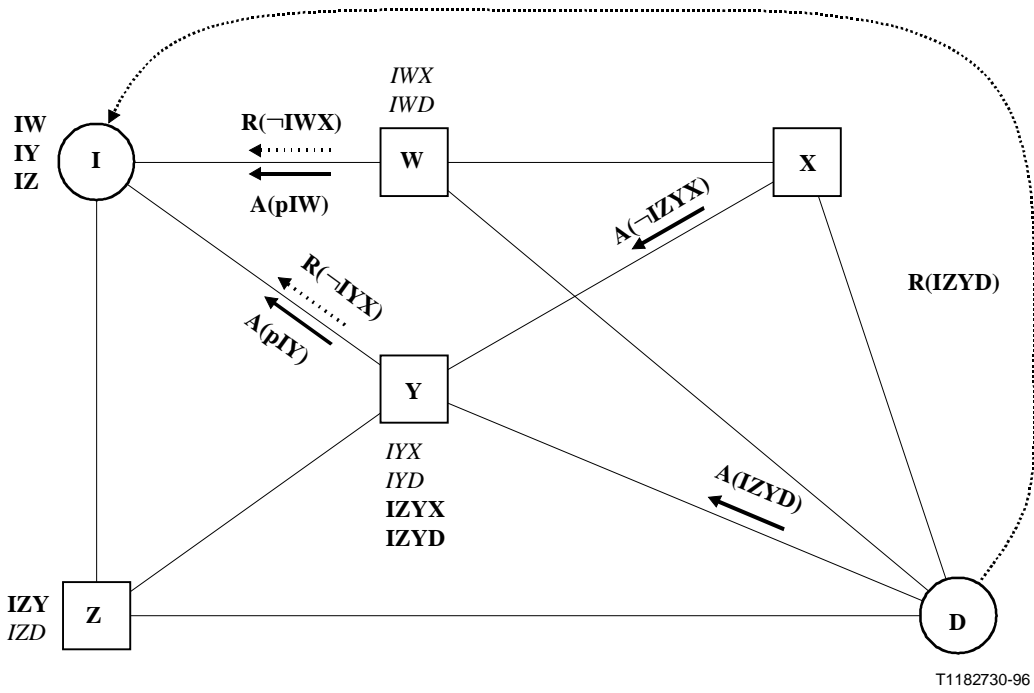 IWX
IWD
IW
IY
IZ
I
R(¬IWX)
A(pIW)
W
X
A(¬IZYX)
R(¬IYX)
A(pIY)
R(IZYD)
Y
IYX
IYD
IZYX
IZYD
A(IZYD)
IZY
IZD
Z
D
T1182730-96